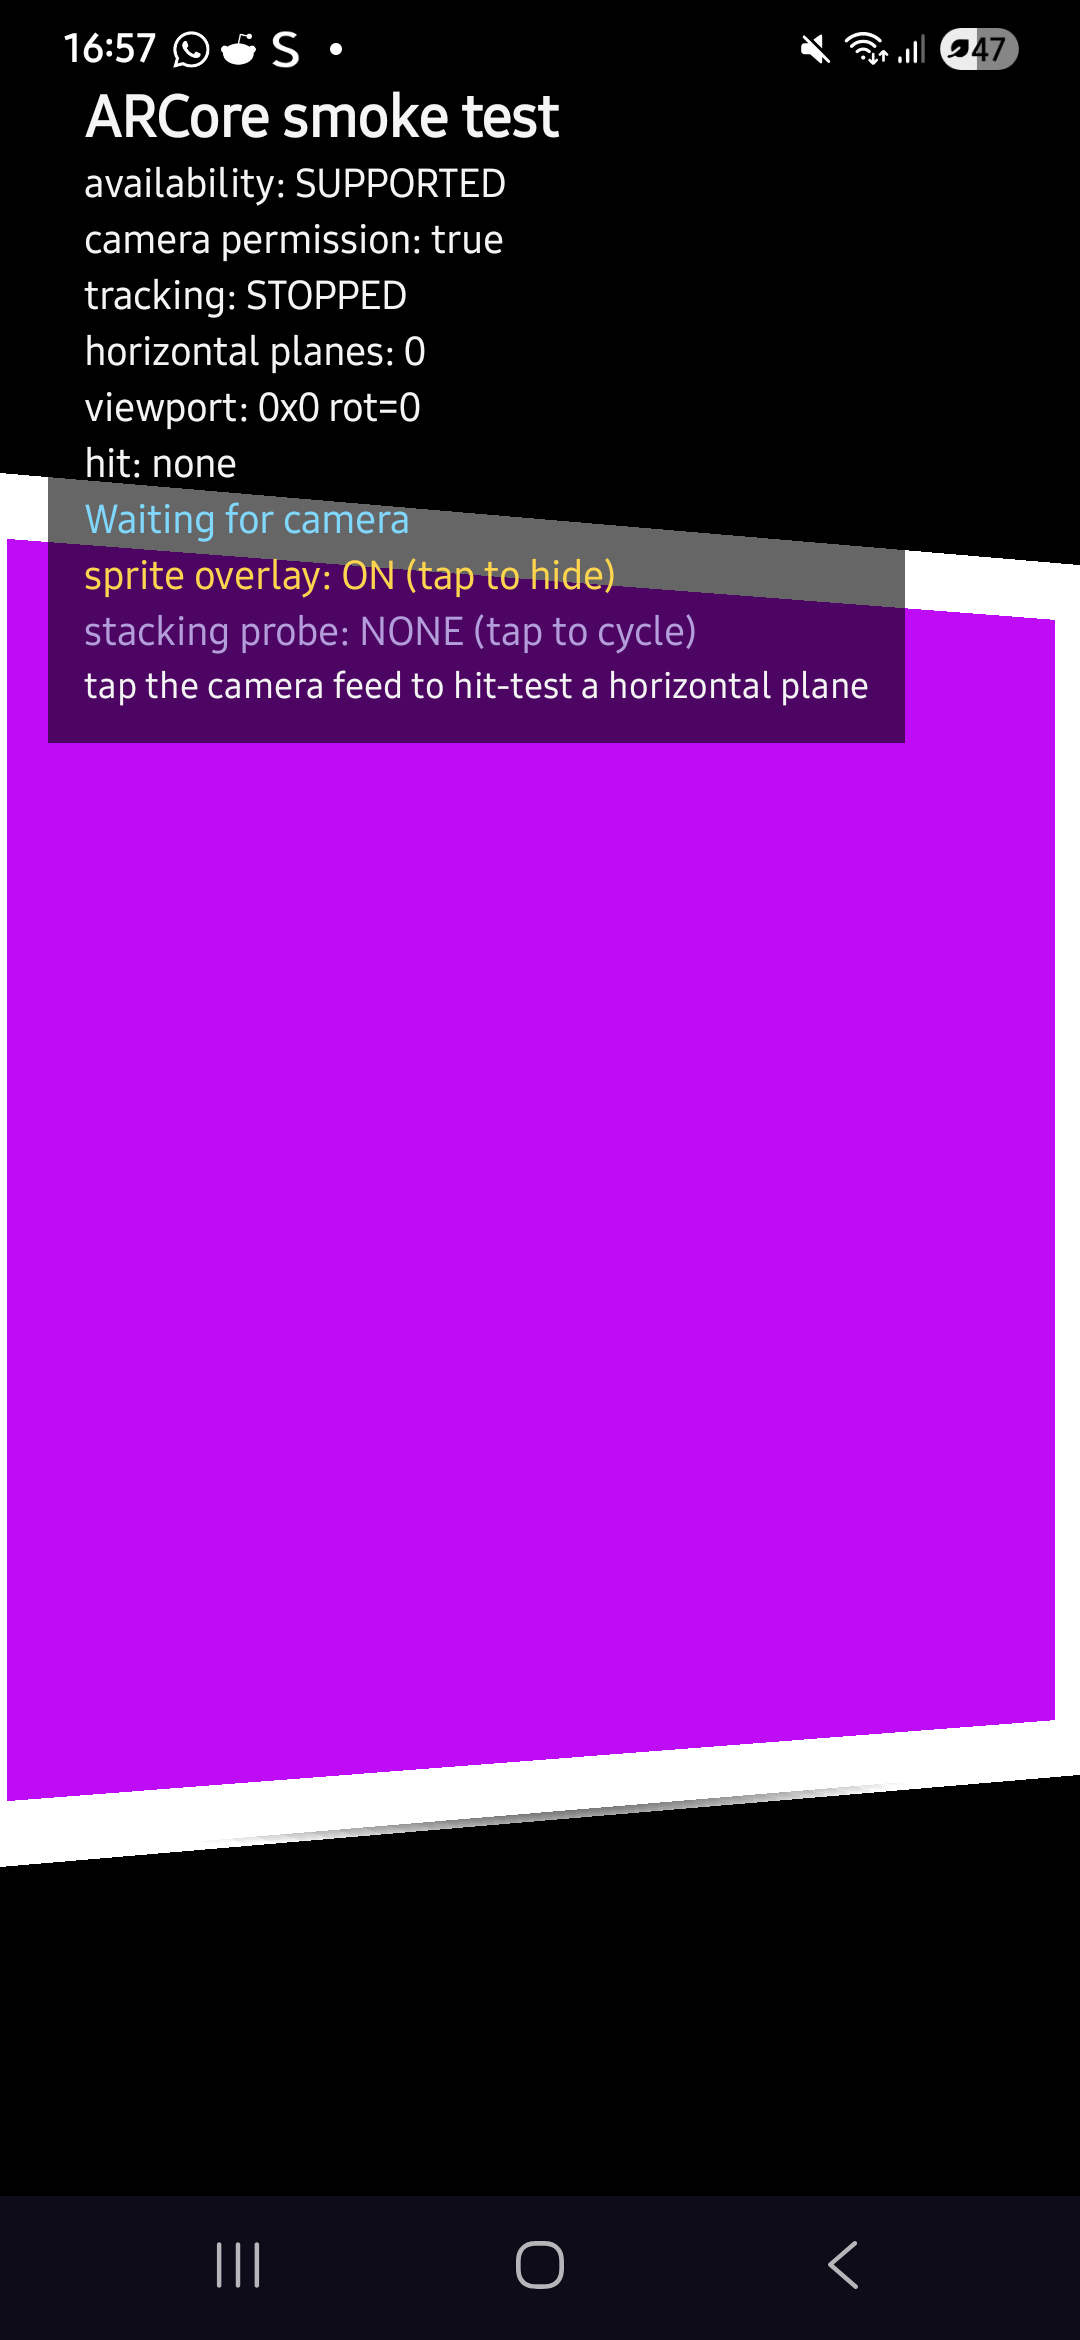 16:57 S 47
ARCore smoke test
availability: SUPPORTED
camera permission: true
tracking: STOPPED
horizontal planes: 0
viewport: 0x0 rot=0
hit: none
Waiting for camera
sprite overlay: ON (tap to hide)
stacking probe: NONE (tap to cycle)
tap the camera feed to hit-test a horizontal plane